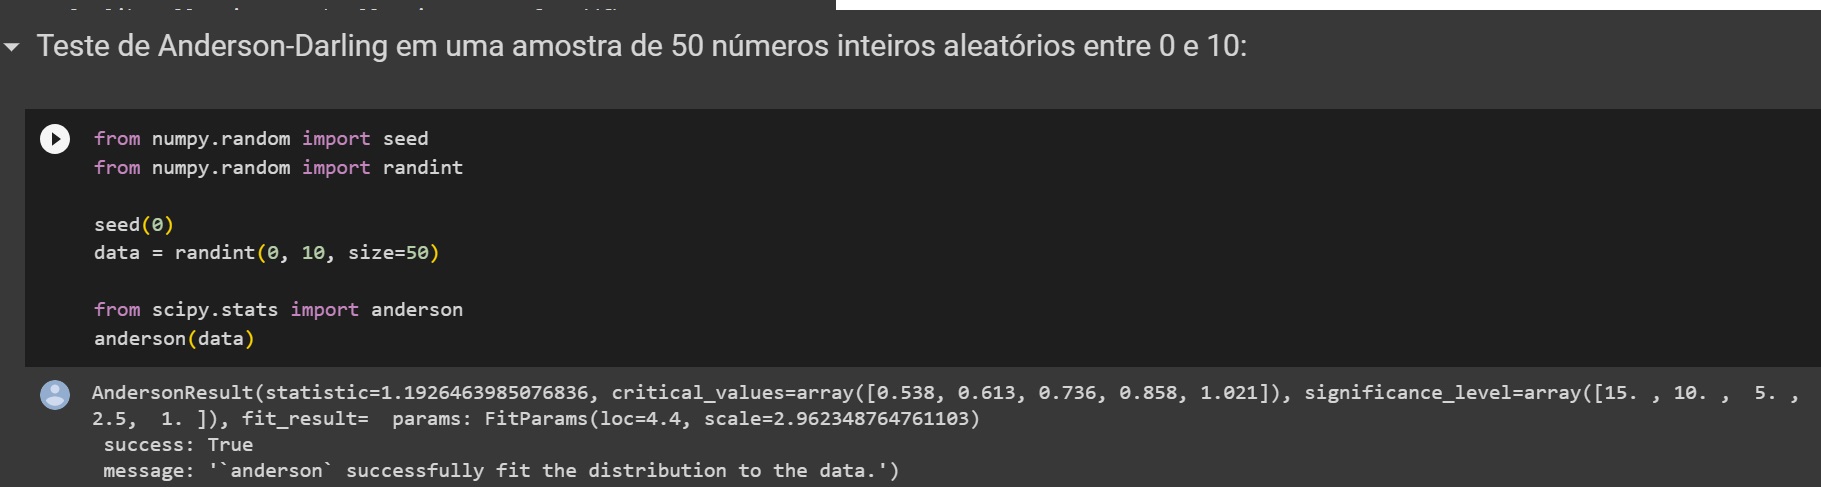 Teste de Anderson-Darling em uma amostra de 50 números inteiros aleatórios entre 0 e 10:
from numpy.random import seed
from numpy.random import randint
seed(0)
data = randint(0, 10, size=50)
from scipy.stats import anderson
anderson(data)
AndersonResult(statistic=1.1926463985076836, critical_values=array([0.538, 0.613, 0.736, 0.858, 1.021]), significance_level=array([15. , 10. ,  5. ,
2.5,  1. ]), fit_result=  params: FitParams(loc=4.4, scale=2.962348764761103)
success: True
message: '`anderson` successfully fit the distribution to the data.')